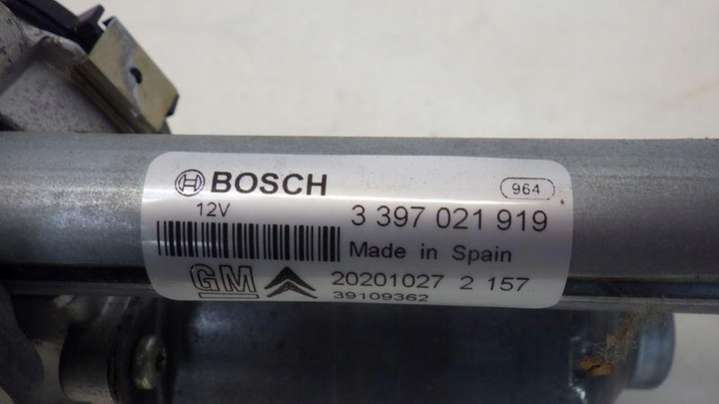 BOSCH 964
12V 3 397 021 919
Made in Spain
GM 20201027 2 157
39109362